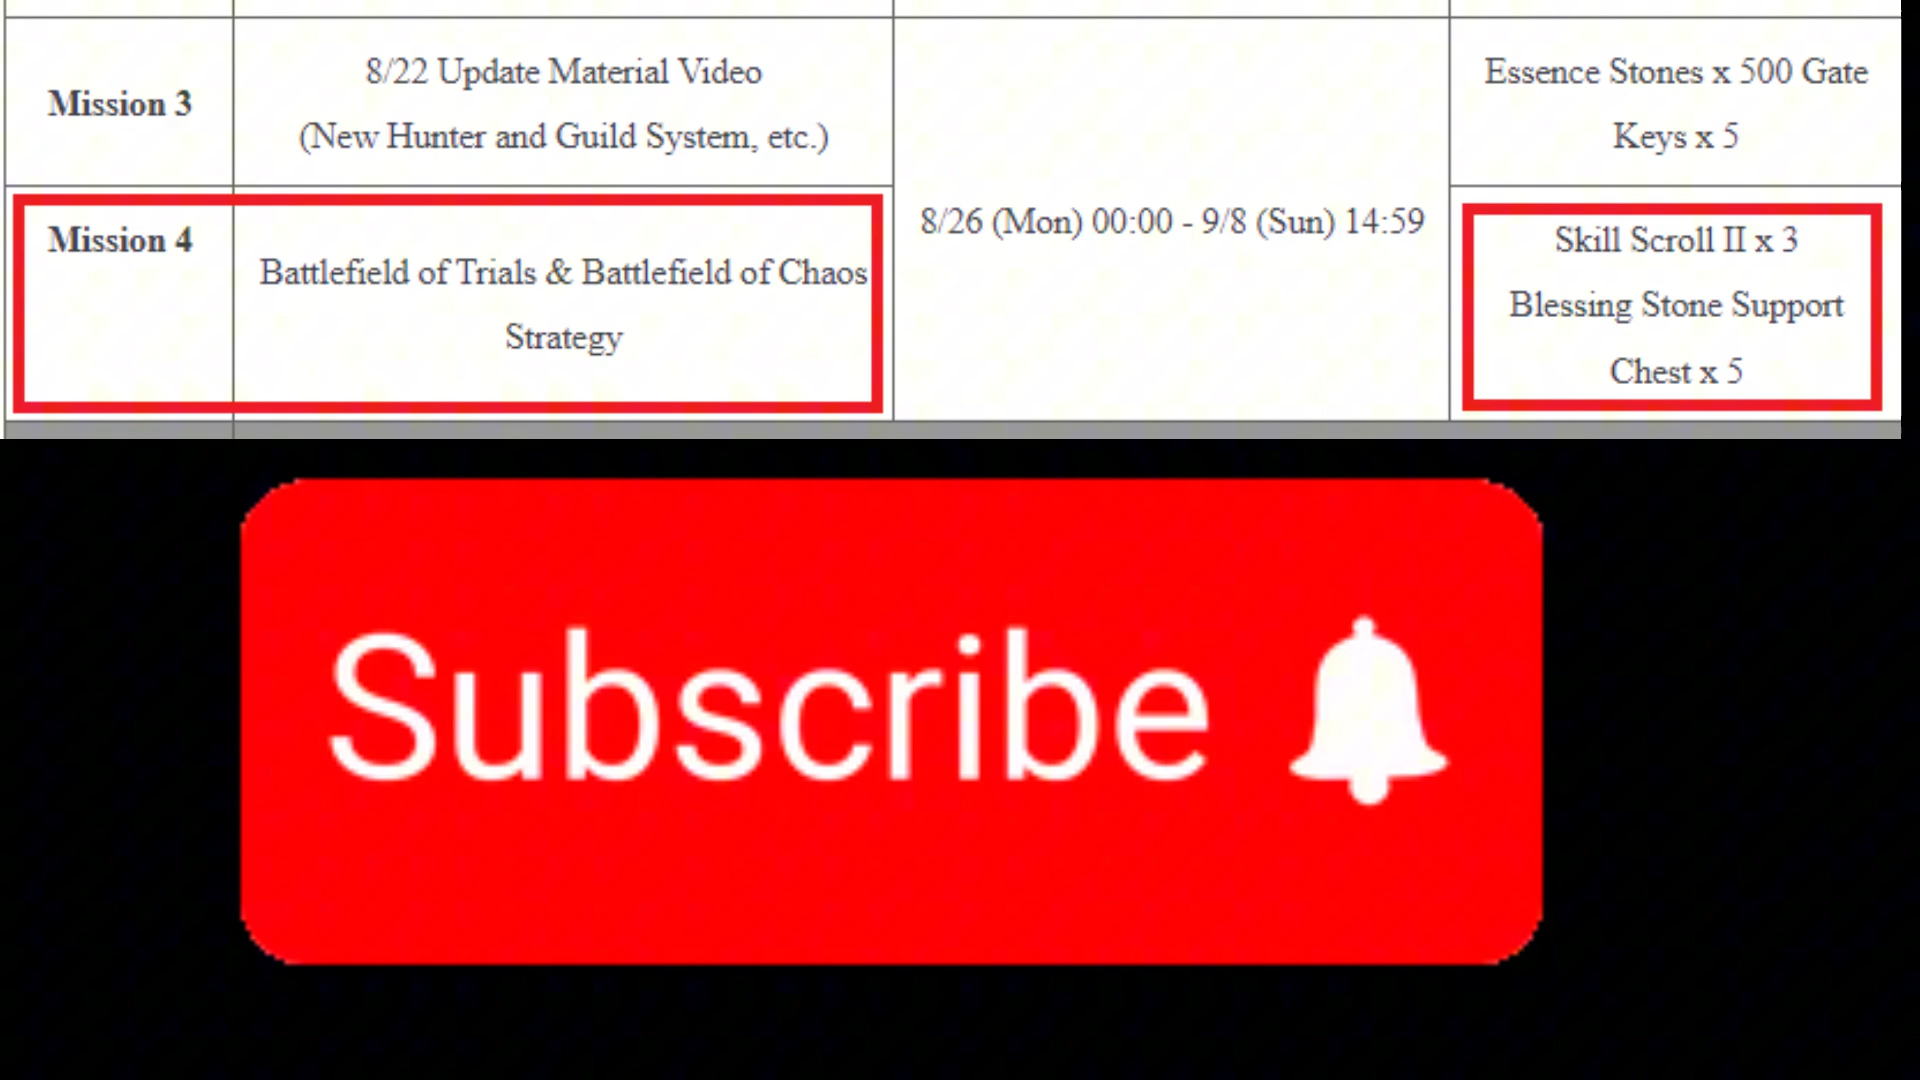 Mission 3
8/22 Update Material Video
(New Hunter and Guild System, etc.)
Essence Stones x 500 Gate
Keys x 5
8/26 (Mon) 00:00 - 9/8 (Sun) 14:59
Mission 4
Battlefield of Trials & Battlefield of Chaos
Strategy
Skill Scroll II x 3
Blessing Stone Support
Chest x 5
Subscribe